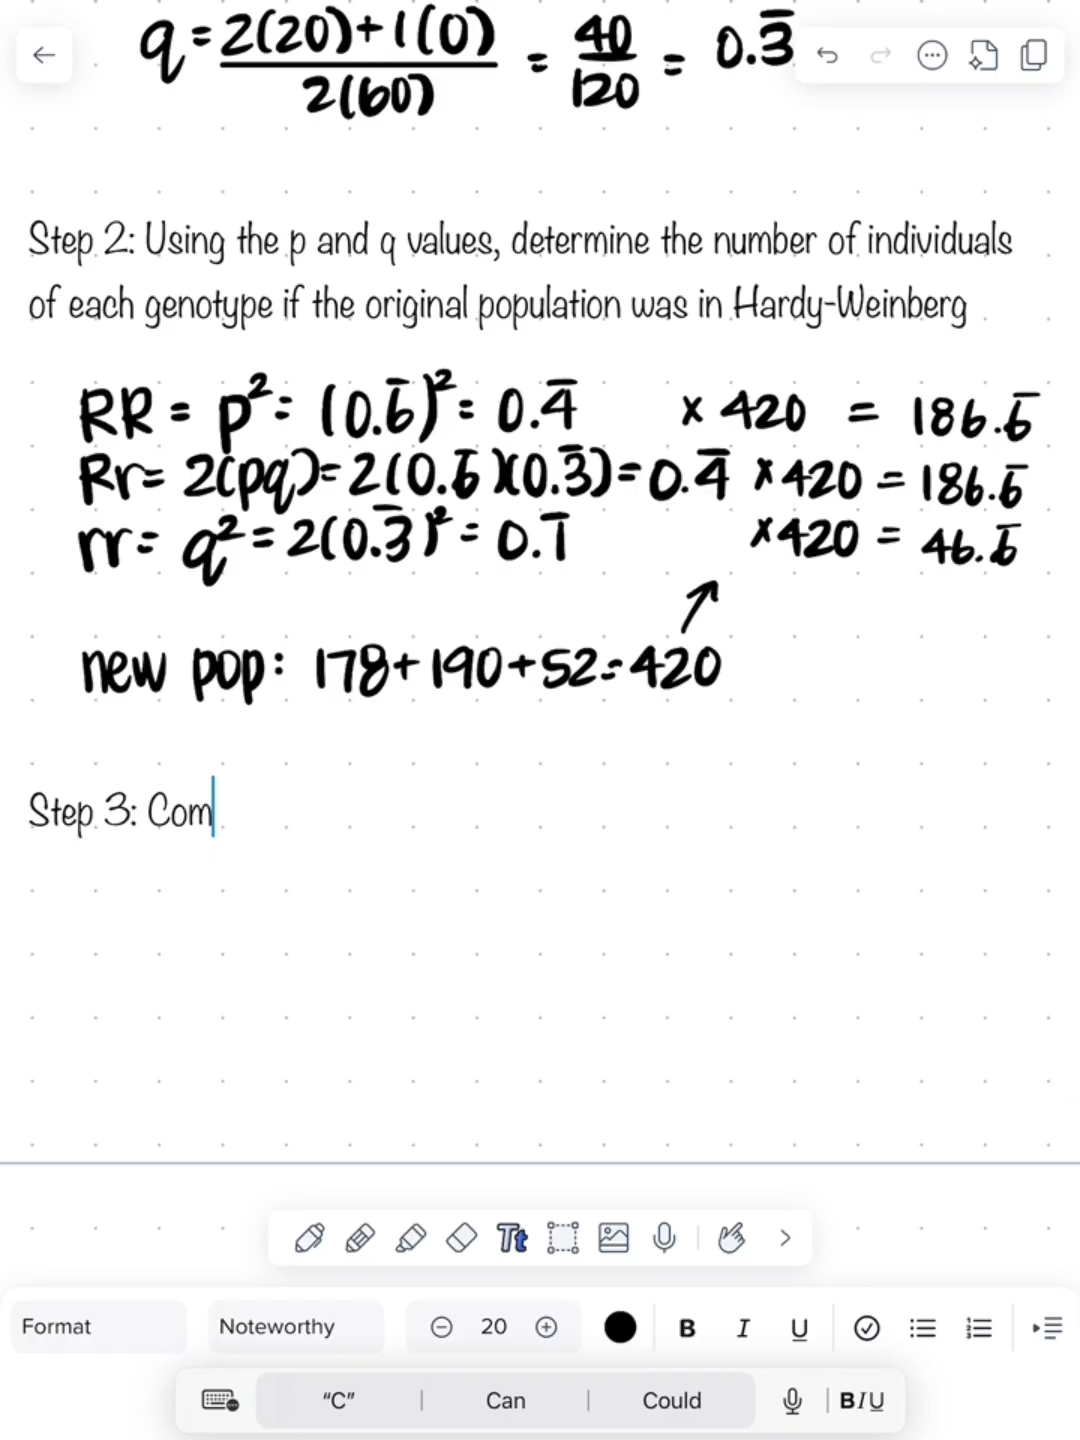 q = 2(20)+1(0) / 2(60) = 40/120 = 0.3̅
Step 2: Using the p and q values, determine the number of individuals
of each genotype if the original population was in Hardy-Weinberg
RR = p² = (0.6̅)² = 0.4̅ × 420 = 186.6̅
Rr = 2(pq) = 2(0.6̅)(0.3̅) = 0.4̅ × 420 = 186.6̅
rr = q² = 2(0.3̅)² = 0.1̅ × 420 = 46.6̅
new pop: 178 + 190 + 52 = 420
Step 3: Com
Tt
Format Noteworthy 20 B I U
“C” Can Could BIU